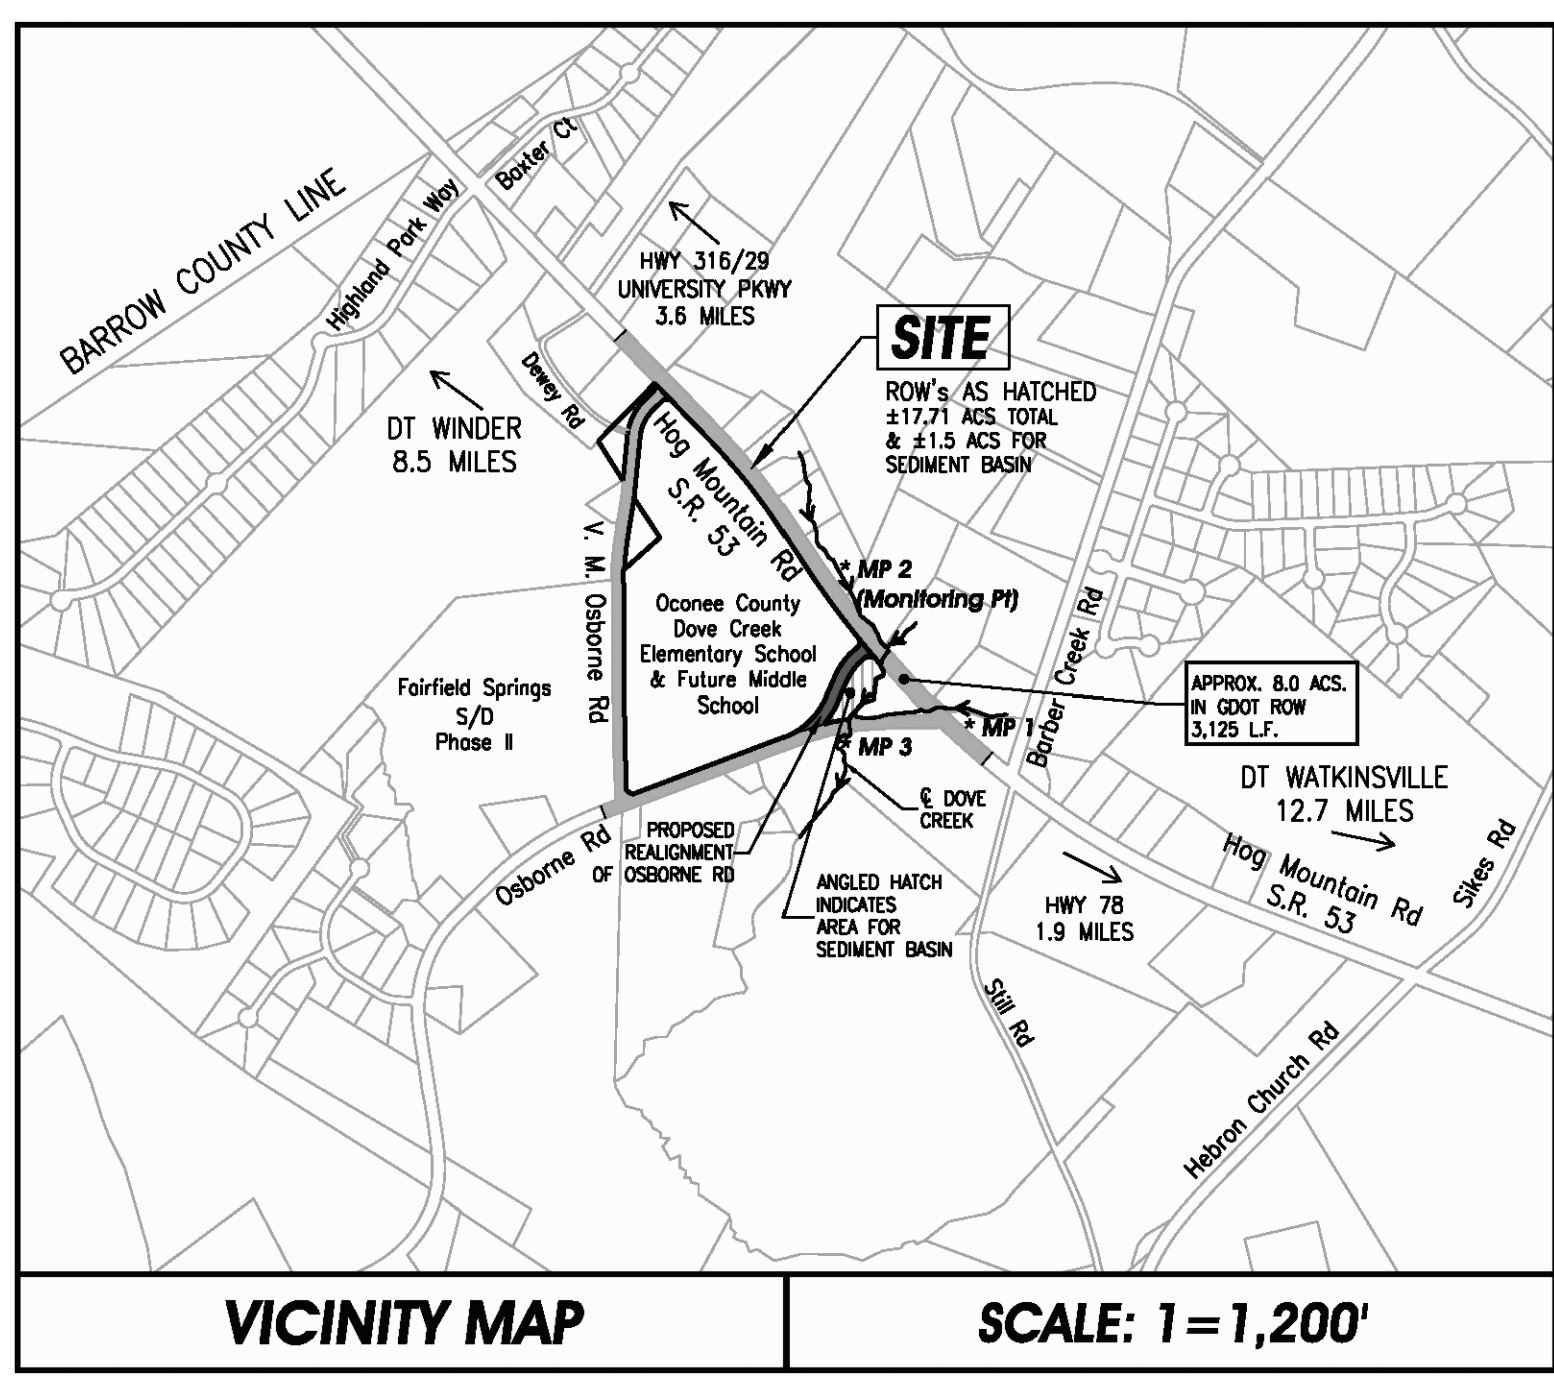 BARROW COUNTY LINE
Highland Park Way
Baxter Ct
HWY 316/29
UNIVERSITY PKWY
3.6 MILES
SITE
ROW's AS HATCHED
±17.71 ACS TOTAL
& ±1.5 ACS FOR
SEDIMENT BASIN
Dewey Rd
DT WINDER
8.5 MILES
Hog Mountain Rd
S.R. 53
V. M. Osborne Rd
* MP 2
(Monitoring Pt)
Oconee County
Dove Creek
Elementary School
& Future Middle
School
Barber Creek Rd
Fairfield Springs
S/D
Phase II
APPROX. 8.0 ACS.
IN GDOT ROW
3,125 L.F.
* MP 1
* MP 3
DT WATKINSVILLE
12.7 MILES
℄ DOVE
CREEK
PROPOSED
REALIGNMENT
OF OSBORNE RD
Osborne Rd
ANGLED HATCH
INDICATES
AREA FOR
SEDIMENT BASIN
HWY 78
1.9 MILES
Hog Mountain Rd
S.R. 53
Sikes Rd
Still Rd
Hebron Church Rd
VICINITY MAP
SCALE: 1=1,200'